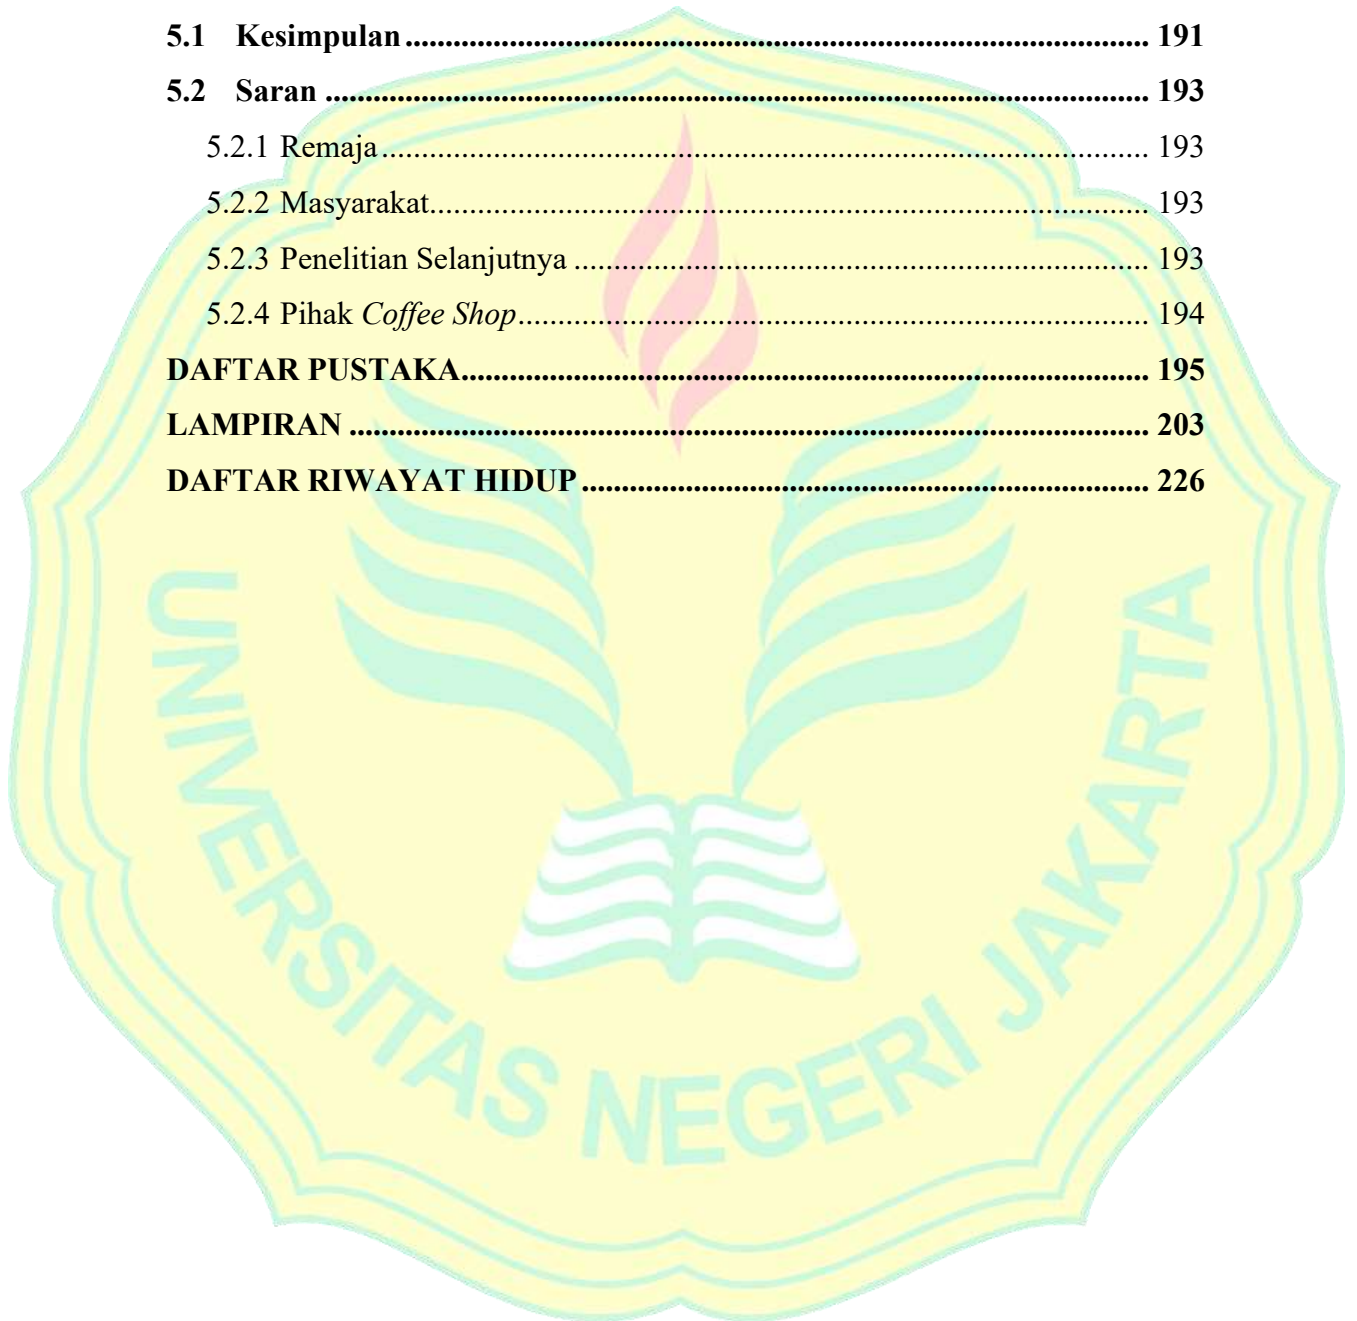 5.1 Kesimpulan ........................................ 191
5.2 Saran ........................................ 193
5.2.1 Remaja ........................................ 193
5.2.2 Masyarakat ........................................ 193
5.2.3 Penelitian Selanjutnya ........................................ 193
5.2.4 Pihak Coffee Shop ........................................ 194
DAFTAR PUSTAKA ........................................ 195
LAMPIRAN ........................................ 203
DAFTAR RIWAYAT HIDUP ........................................ 226
UNIVERSITAS NEGERI JAKARTA